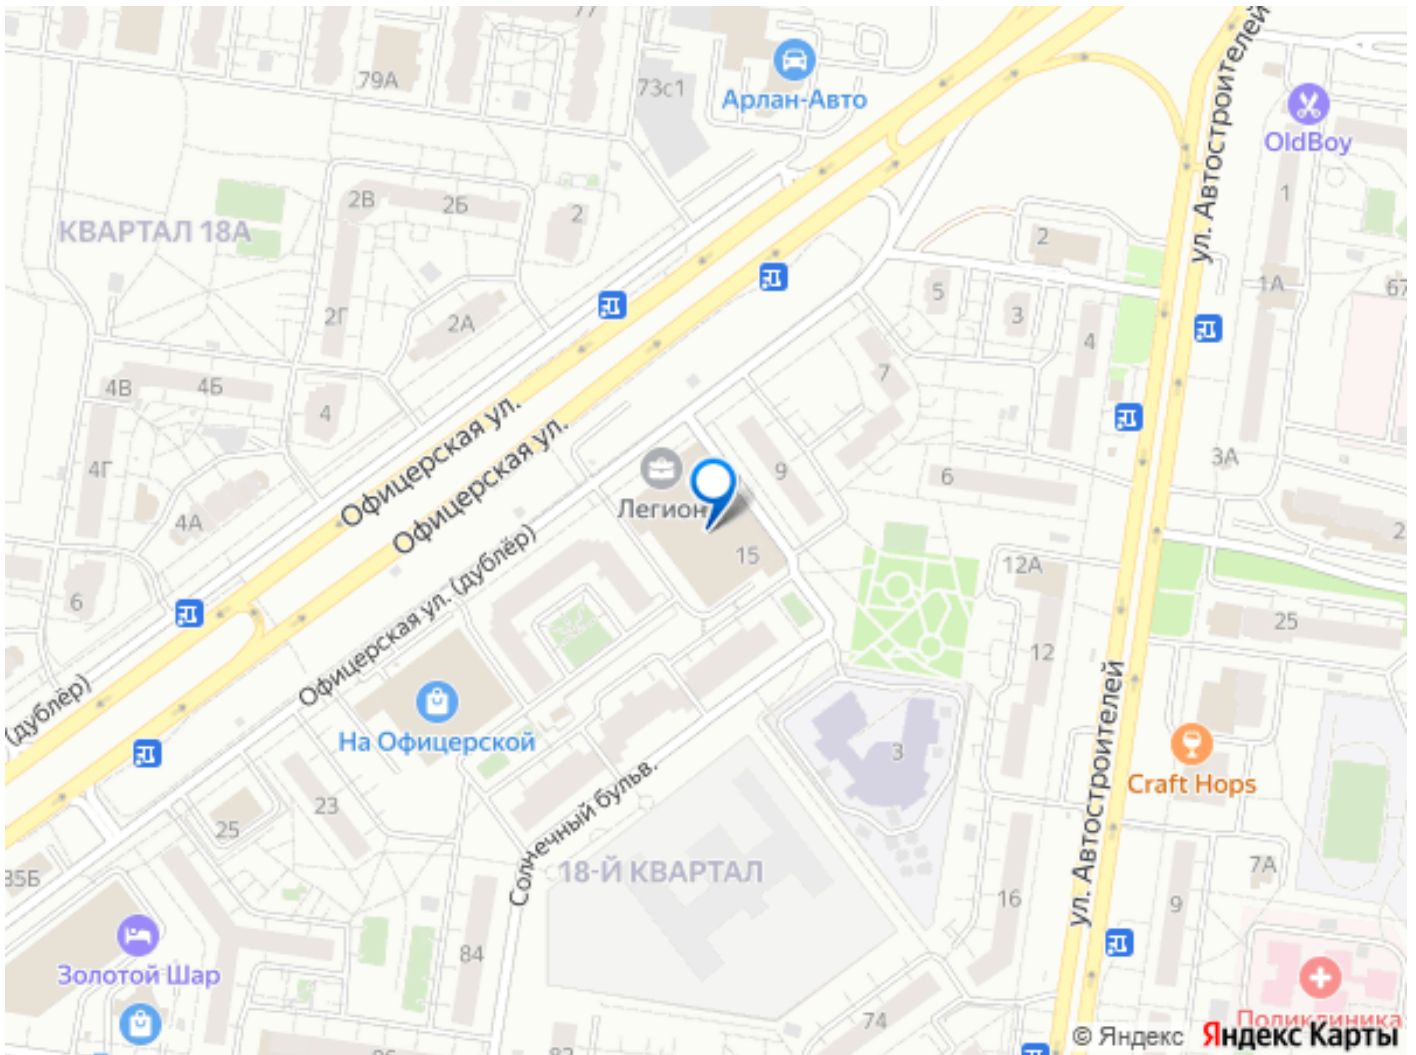 77
79А
73с1
Арлан-Авто
ул. Автостроителей
OldBoy
1
2В
2Б
2
КВАРТАЛ 18А
2
1А
67
5
3
4
2Г
2А
7
4В
4Б
4
Офицерская ул.
Офицерская ул.
4Г
Легион
9
6
3А
4А
15
2
12А
6
Офицерская ул. (дублёр)
25
12
(дублёр)
На Офицерской
3
ул. Автостроителей
Craft Hops
23
25
Солнечный бульв.
18-Й КВАРТАЛ
35Б
7А
16
9
84
Золотой Шар
74
Поликлиника
© Яндекс Яндекс Карты